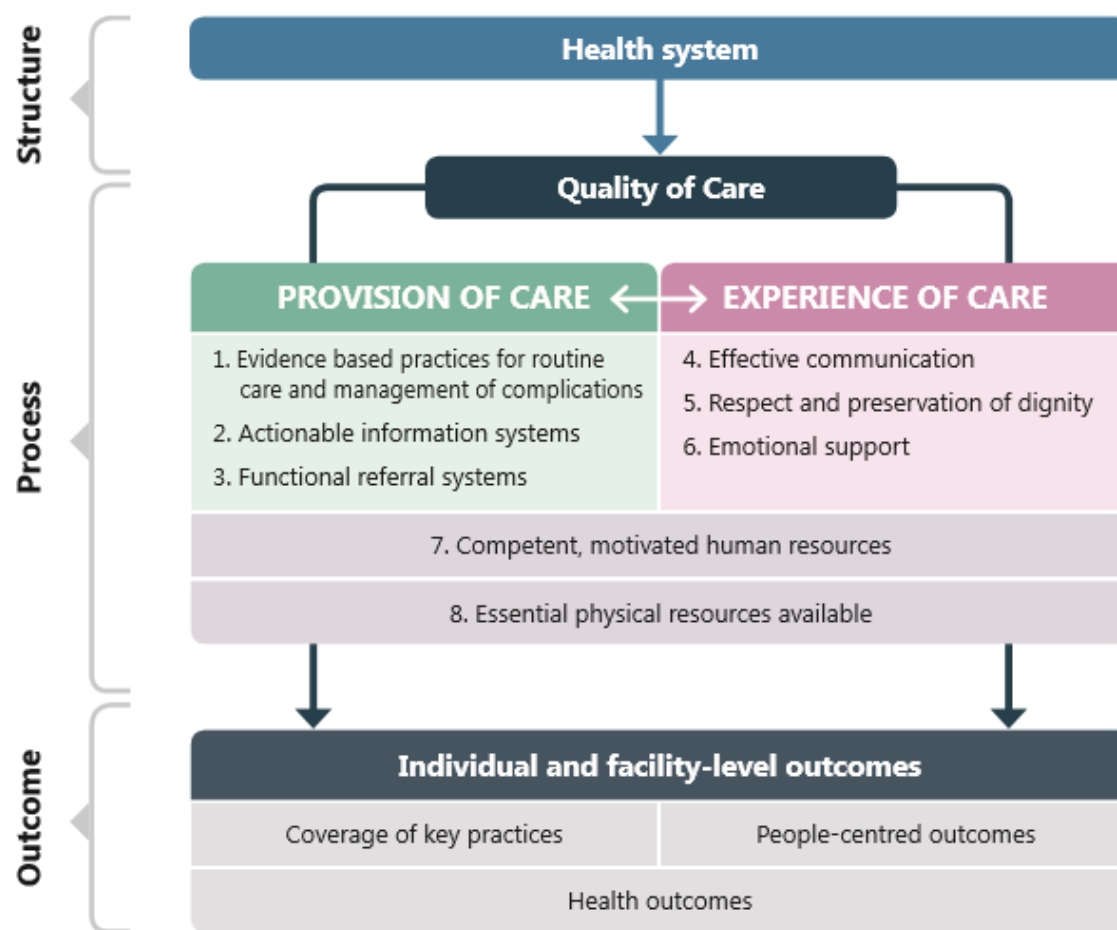 Structure
Health system
Quality of Care
Process
PROVISION OF CARE
1. Evidence based practices for routine
care and management of complications
2. Actionable information systems
3. Functional referral systems
EXPERIENCE OF CARE
4. Effective communication
5. Respect and preservation of dignity
6. Emotional support
7. Competent, motivated human resources
8. Essential physical resources available
Outcome
Individual and facility-level outcomes
Coverage of key practices
People-centred outcomes
Health outcomes